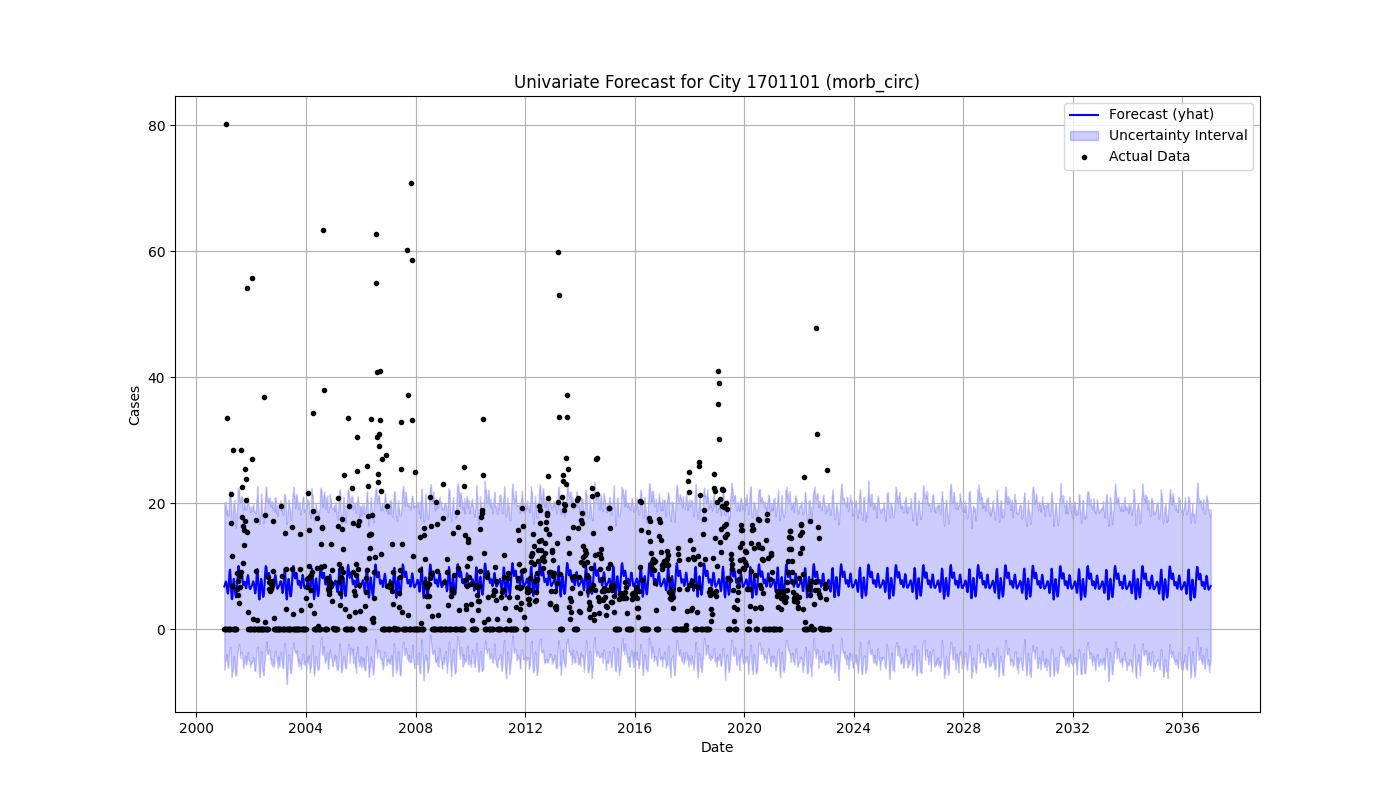 Univariate Forecast for City 1701101 (morb_circ)
Forecast (yhat)
Uncertainty Interval
Actual Data
80
60
40
20
0
Cases
2000 2004 2008 2012 2016 2020 2024 2028 2032 2036
Date